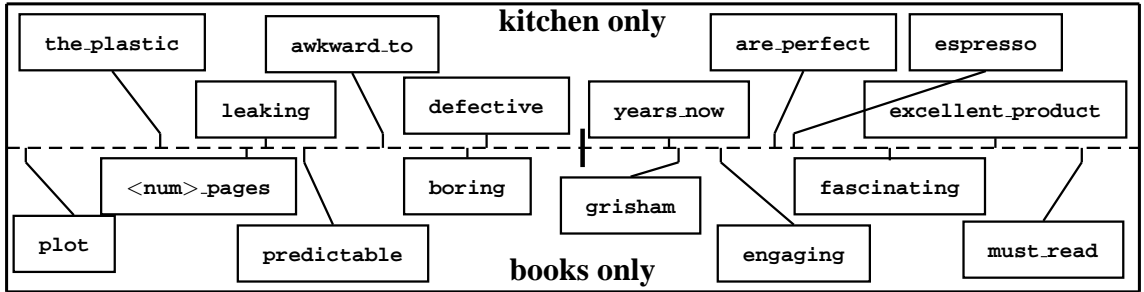 kitchen only
the_plastic
awkward_to
are_perfect
espresso
leaking
defective
years_now
excellent_product
<num>_pages
boring
fascinating
grisham
plot
predictable
engaging
must_read
books only